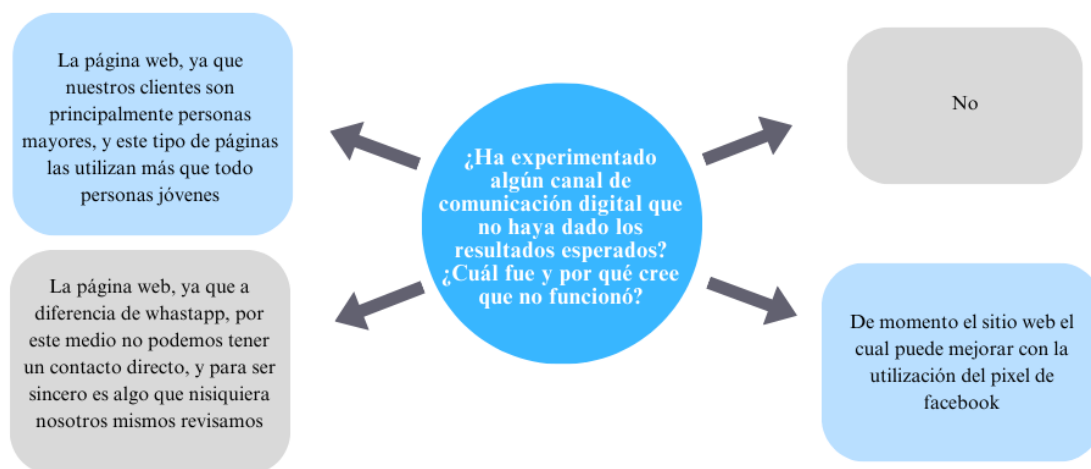 La página web, ya que
nuestros clientes son
principalmente personas
mayores, y este tipo de páginas
las utilizan más que todo
personas jóvenes
No
¿Ha experimentado
algún canal de
comunicación digital que
no haya dado los
resultados esperados?
¿Cuál fue y por qué cree
que no funcionó?
La página web, ya que a
diferencia de whastapp, por
este medio no podemos tener
un contacto directo, y para ser
sincero es algo que nisiquiera
nosotros mismos revisamos
De momento el sitio web el
cual puede mejorar con la
utilización del pixel de
facebook